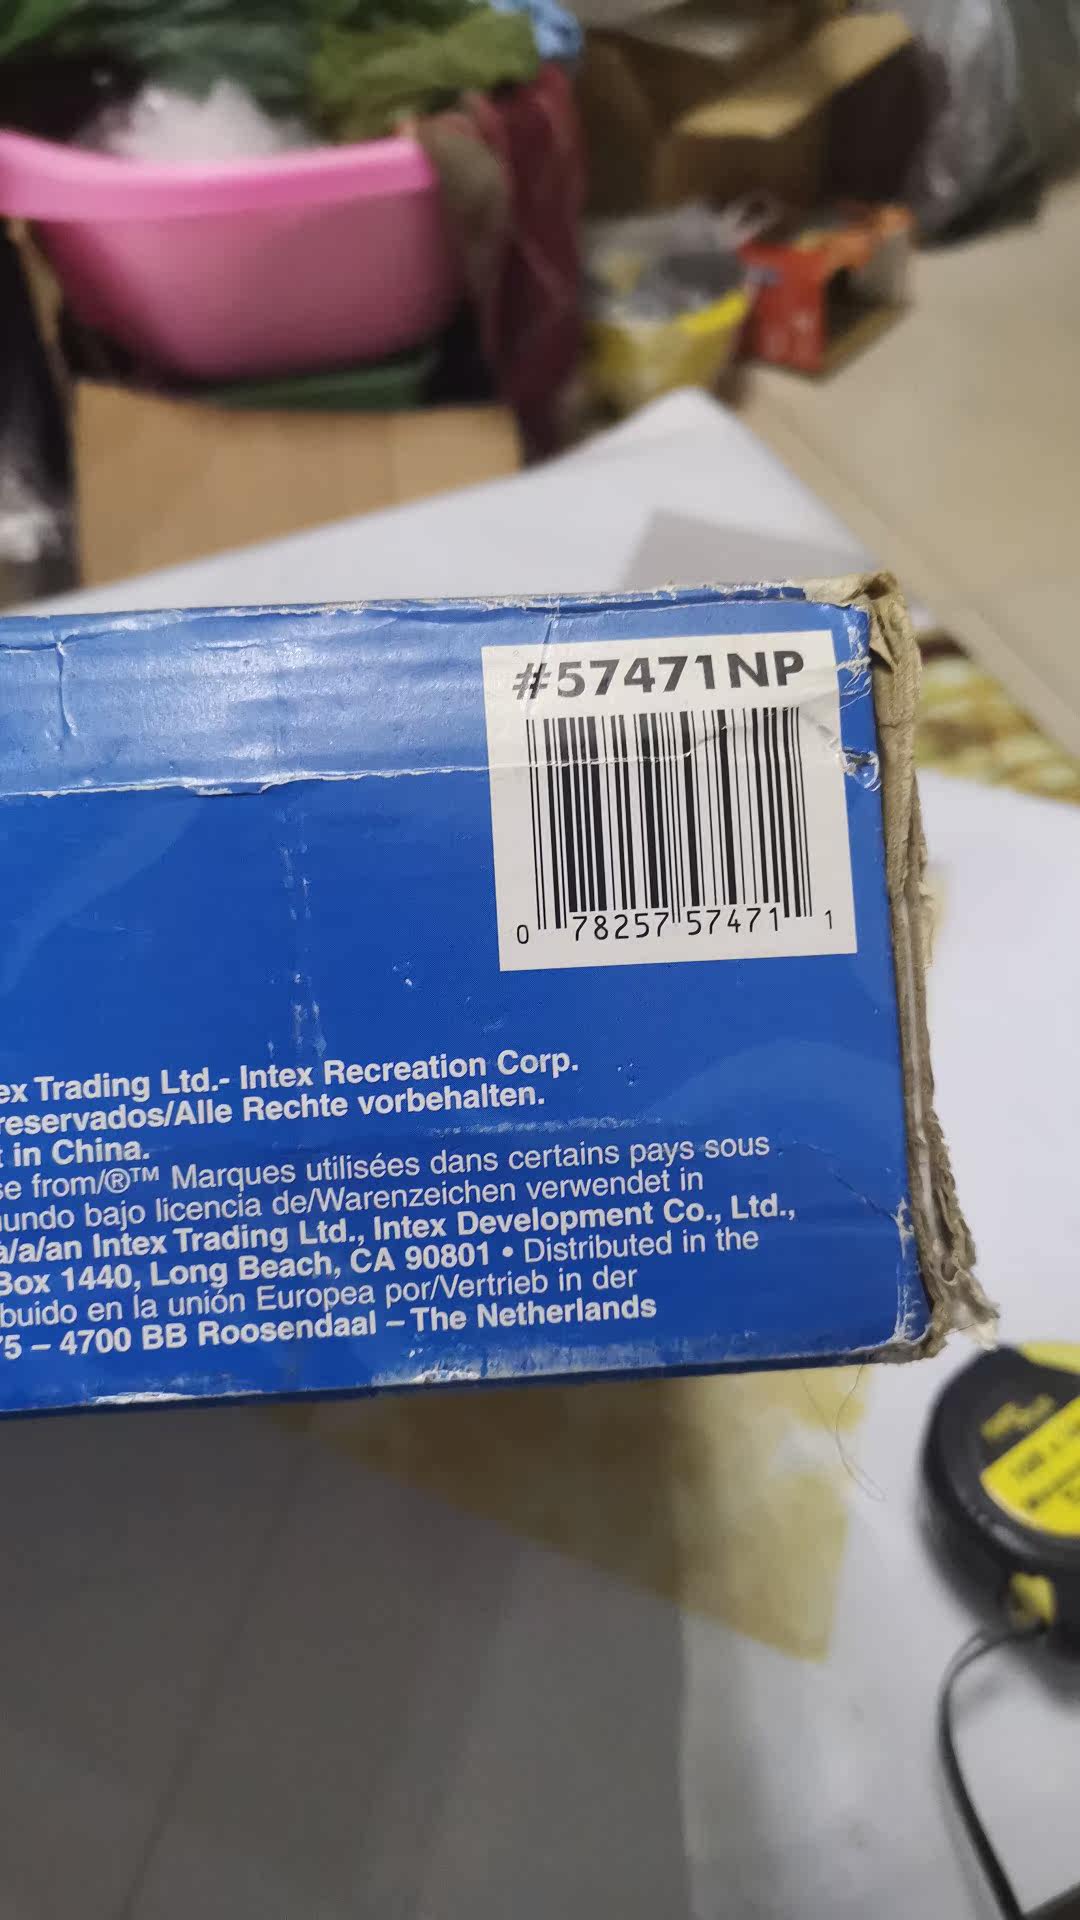 #57471NP
0 78257 57471 1
ex Trading Ltd.- Intex Recreation Corp.
reservados/Alle Rechte vorbehalten.
in China.
se from/®™ Marques utilisées dans certains pays sous
undo bajo licencia de/Warenzeichen verwendet in
à/a/an Intex Trading Ltd., Intex Development Co., Ltd.,
Box 1440, Long Beach, CA 90801 • Distributed in the
buido en la unión Europea por/Vertrieb in der
75 – 4700 BB Roosendaal – The Netherlands